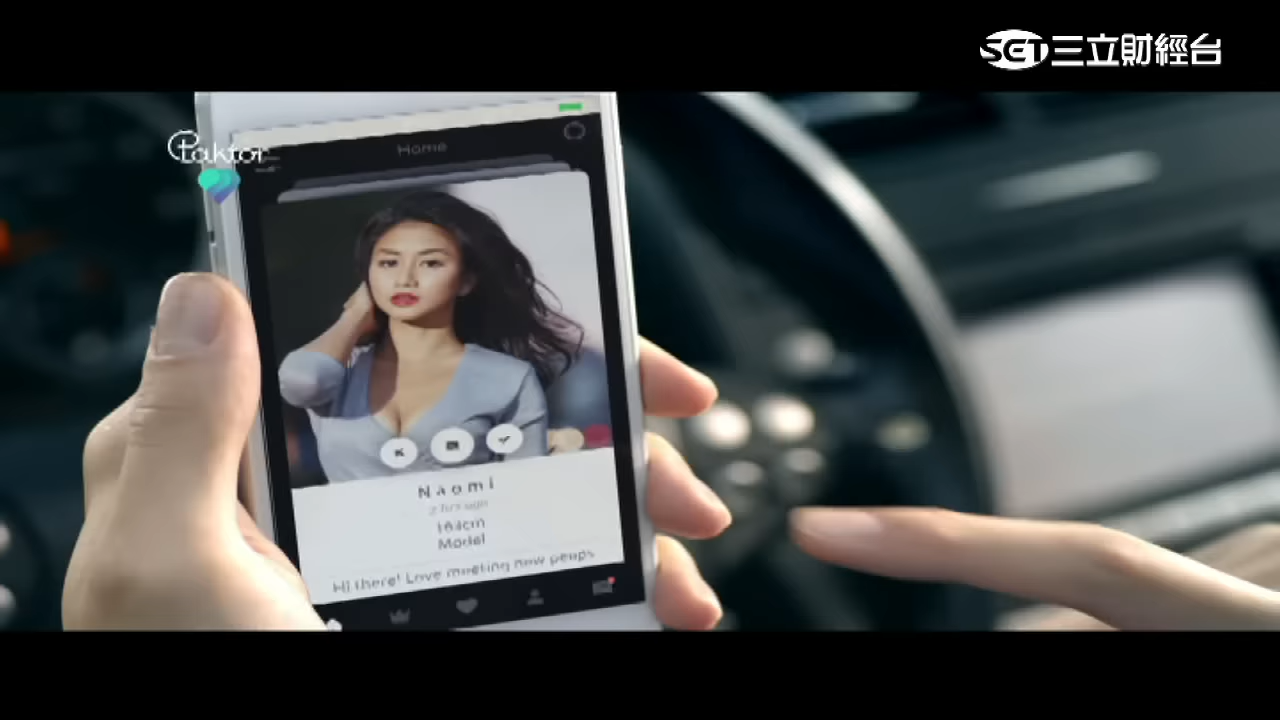 SET三立財經台
Paktor
Home
Naomi
2 hrs ago
Model
Hi there! Love meeting new